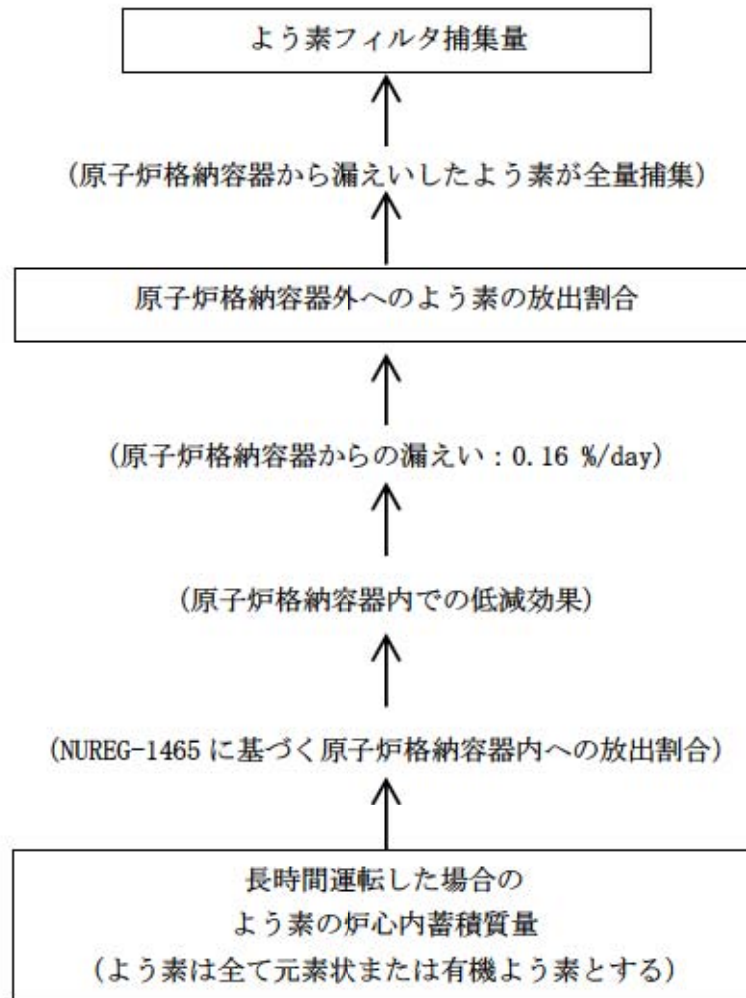 よう素フィルタ捕集量
(原子炉格納容器から漏えいしたよう素が全量捕集)
原子炉格納容器外へのよう素の放出割合
(原子炉格納容器からの漏えい：0.16 %/day)
(原子炉格納容器内での低減効果)
(NUREG-1465 に基づく原子炉格納容器内への放出割合)
長時間運転した場合の
よう素の炉心内蓄積質量
(よう素は全て元素状または有機よう素とする)